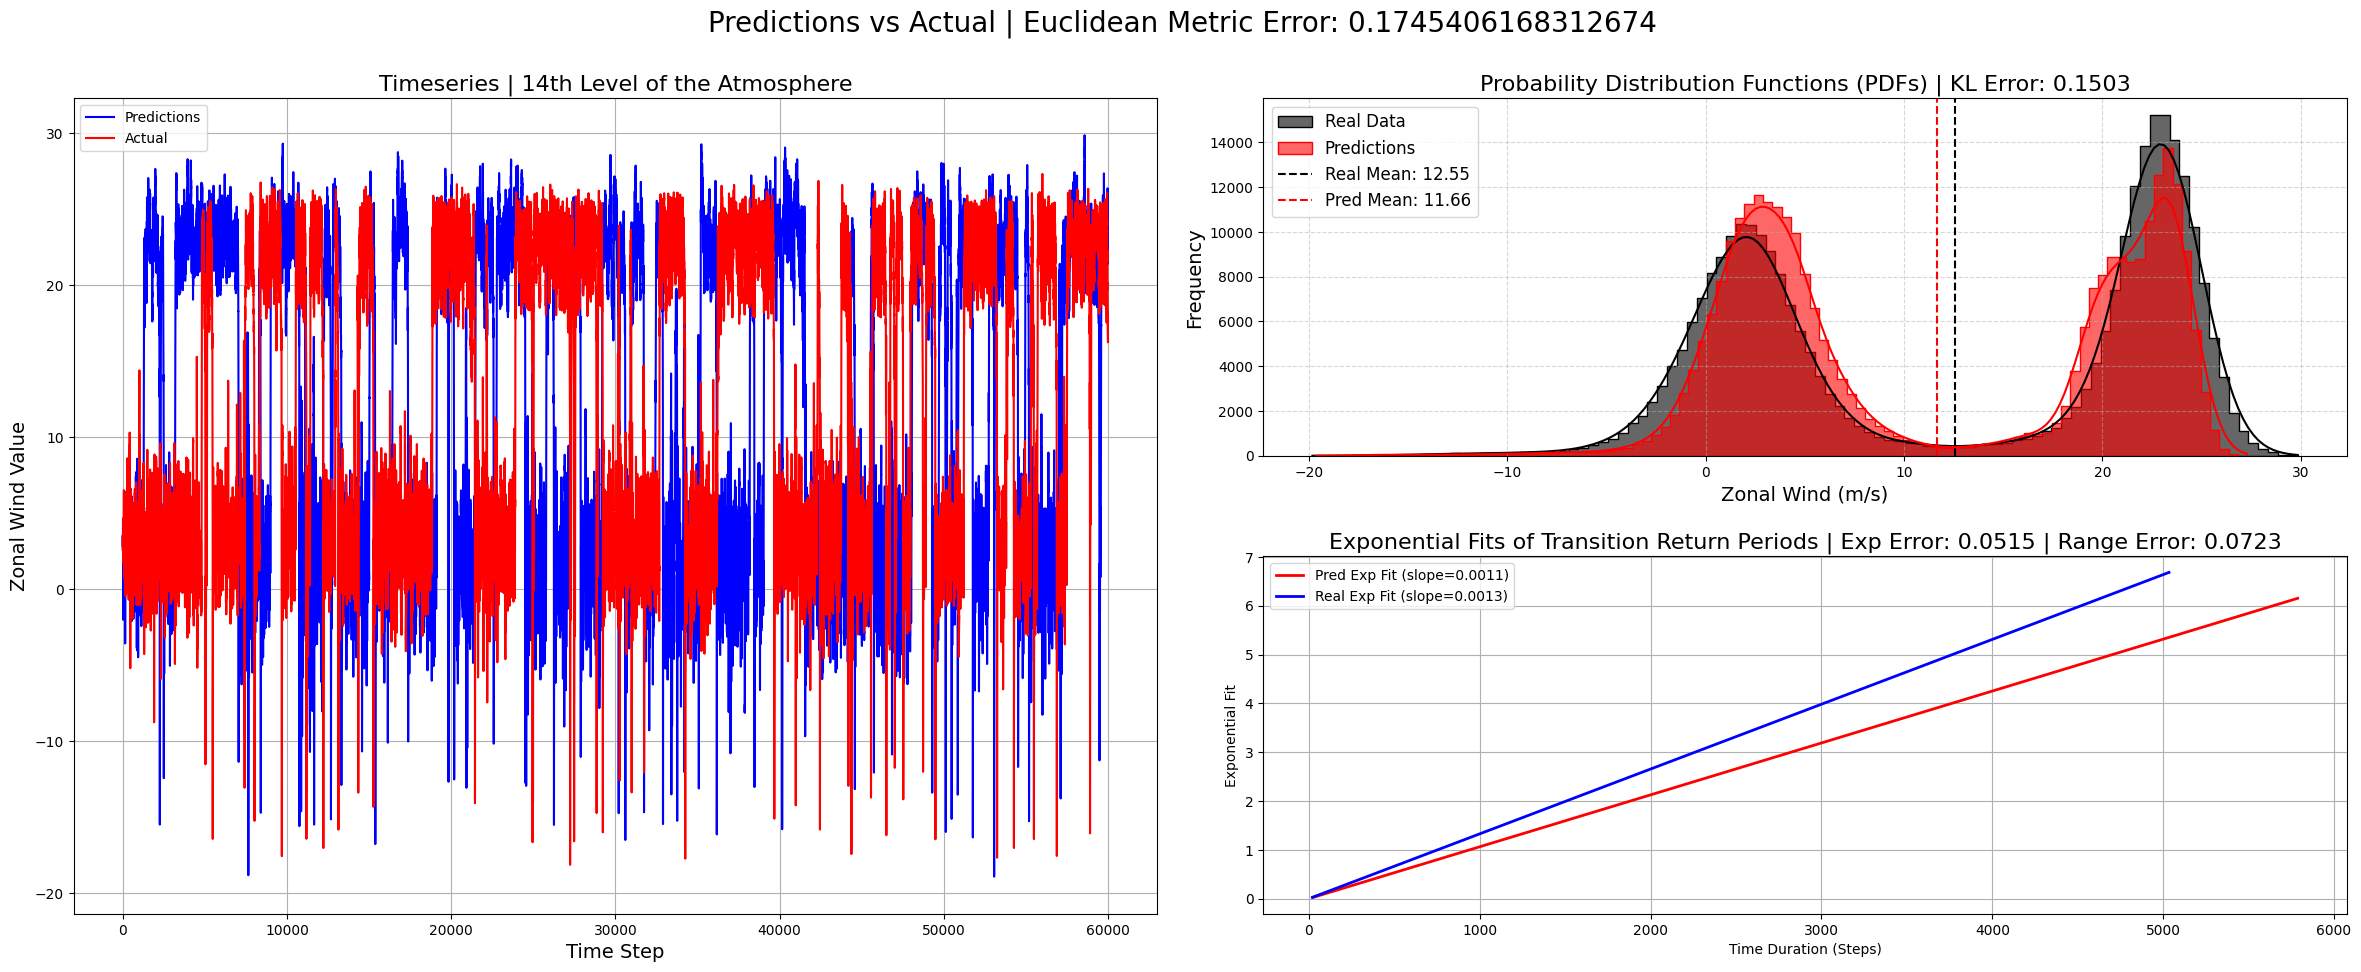 Predictions vs Actual | Euclidean Metric Error: 0.1745406168312674
Timeseries | 14th Level of the Atmosphere
Predictions
Actual
30
20
10
0
−10
−20
Zonal Wind Value
0
10000
20000
30000
40000
50000
60000
Time Step
Probability Distribution Functions (PDFs) | KL Error: 0.1503
Real Data
Predictions
Real Mean: 12.55
Pred Mean: 11.66
14000
12000
10000
8000
6000
4000
2000
0
Frequency
−20
−10
0
10
20
30
Zonal Wind (m/s)
Exponential Fits of Transition Return Periods | Exp Error: 0.0515 | Range Error: 0.0723
Pred Exp Fit (slope=0.0011)
Real Exp Fit (slope=0.0013)
7
6
5
4
3
2
1
0
Exponential Fit
0
1000
2000
3000
4000
5000
6000
Time Duration (Steps)